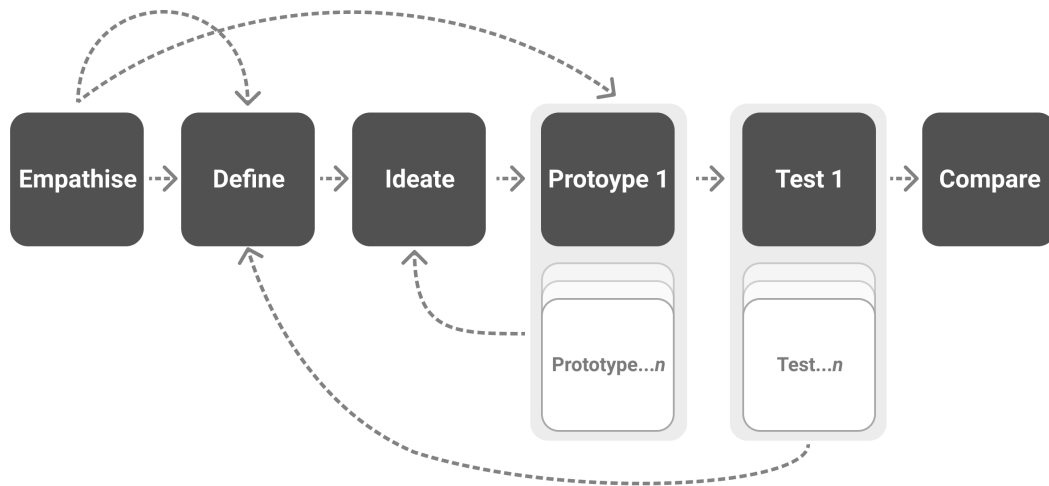 Empathise
Define
Ideate
Protoype 1
Test 1
Compare
Prototype...n
Test...n